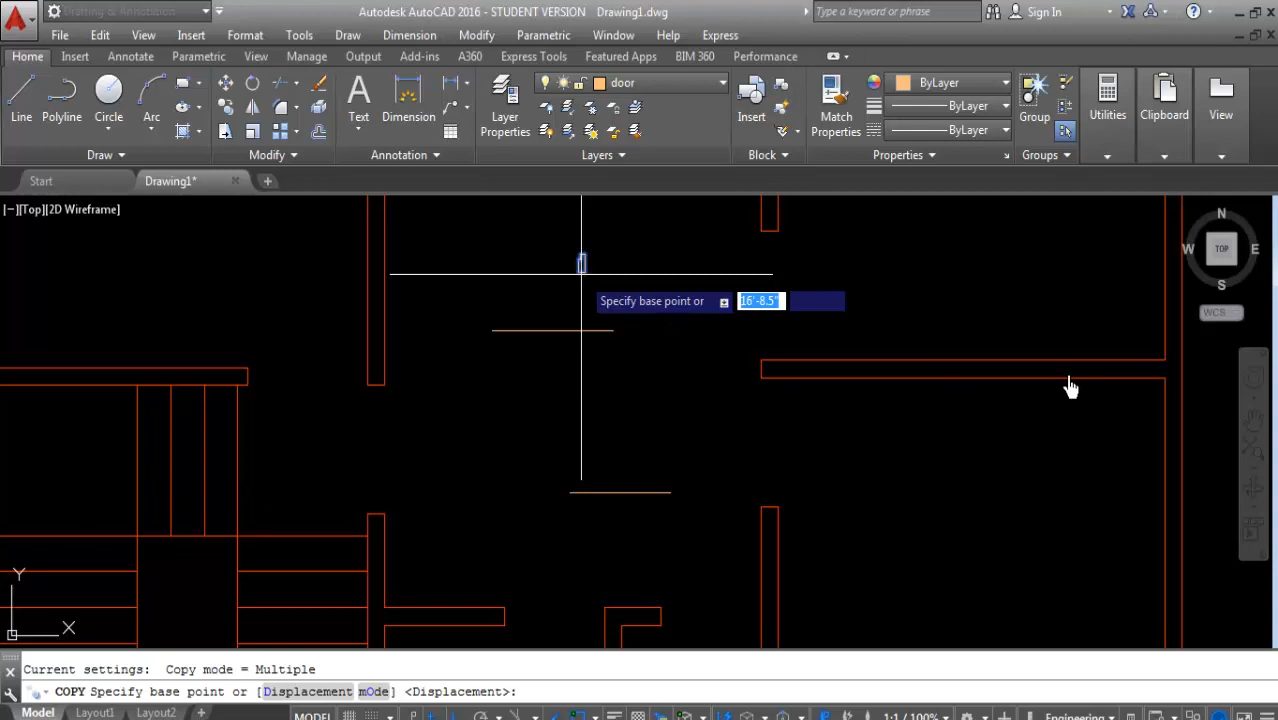 Drafting & Annotation
Autodesk AutoCAD 2016 - STUDENT VERSION Drawing1.dwg
Type a keyword or phrase
Sign In
File Edit View Insert Format Tools Draw Dimension Modify Parametric Window Help Express
Home Insert Annotate Parametric View Manage Output Add-ins A360 Express Tools Featured Apps BIM 360 Performance
door
ByLayer
ByLayer
ByLayer
Line Polyline Circle Arc
Text Dimension
Layer Properties
Insert
Match Properties
Group
Utilities Clipboard View
Draw Modify Annotation Layers Block Properties Groups
Start Drawing1*
[−][Top][2D Wireframe]
N
W TOP E
S
WCS
Specify base point or 16'-8.5"
Y
X
Current settings: Copy mode = Multiple
COPY Specify base point or [Displacement mOde] <Displacement>:
Model Layout1 Layout2 +
MODEL 1:1 / 100% Engineering